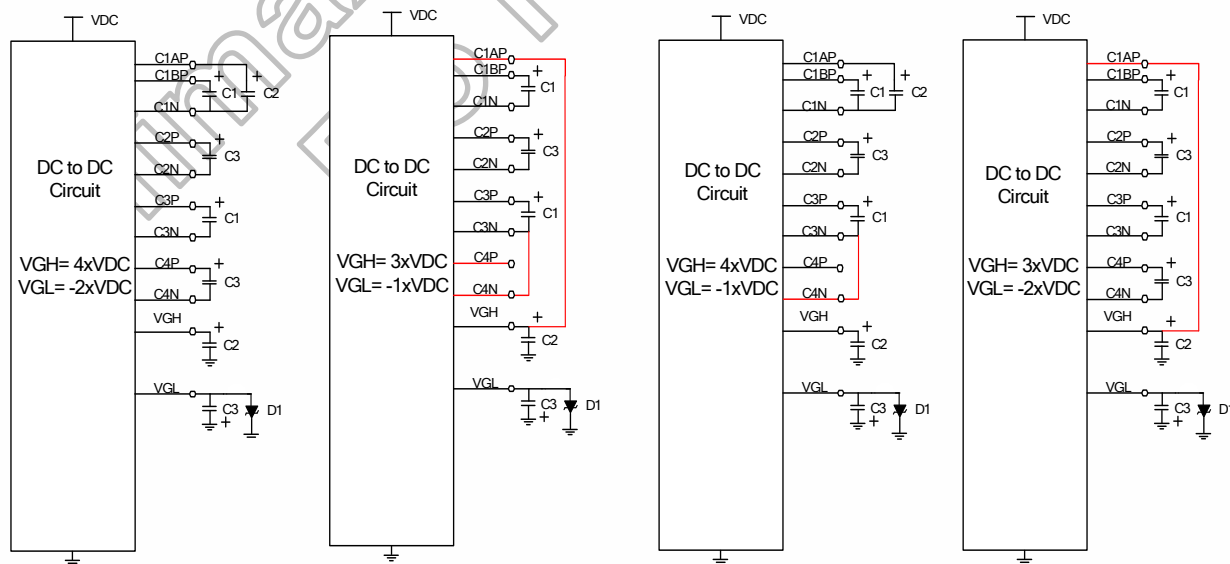 VDC
C1AP
C1BP
+ +
C1 C2
C1N
C2P
+
C3
C2N
DC to DC
Circuit
C3P
+
C1
C3N
VGH= 4xVDC
VGL= -2xVDC
C4P
+
C3
C4N
VGH
+
C2
VGL
C3
+
D1
VDC
C1AP
C1BP
+
C1
C1N
C2P
+
C3
C2N
DC to DC
Circuit
C3P
+
C1
C3N
VGH= 3xVDC
VGL= -1xVDC
C4P
C4N
VGH
+
C2
VGL
C3
+
D1
VDC
C1AP
C1BP
+ +
C1 C2
C1N
C2P
+
C3
C2N
DC to DC
Circuit
C3P
+
C1
C3N
VGH= 4xVDC
VGL= -1xVDC
C4P
C4N
VGH
+
C2
VGL
C3
+
D1
VDC
C1AP
C1BP
+
C1
C1N
C2P
+
C3
C2N
DC to DC
Circuit
C3P
+
C1
C3N
VGH= 3xVDC
VGL= -2xVDC
C4P
+
C3
C4N
VGH
+
C2
VGL
C3
+
D1